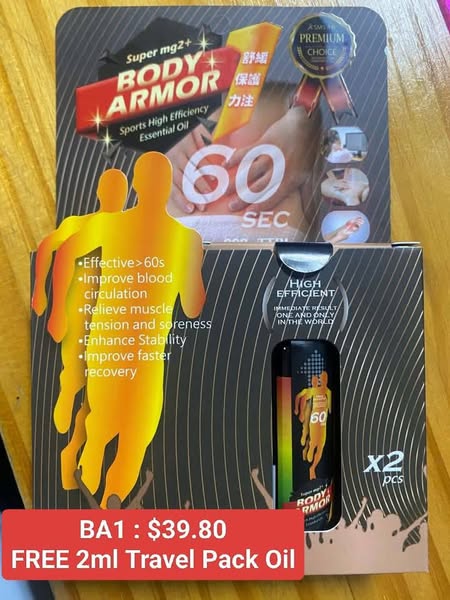 Super mg2+
BODY
ARMOR
Sports High Efficiency
Essential Oil
舒緩
保護
力注
PREMIUM
CHOICE
60
SEC
•Effective>60s
•Improve blood
circulation
•Relieve muscle
tension and soreness
•Enhance Stability
•Improve faster
recovery
HIGH
EFFICIENT
IMMEDIATE RESULT
ONE AND ONLY
IN THE WORLD
60
Super mg2+
BODY
ARMOR
x2
pcs
BA1 : $39.80
FREE 2ml Travel Pack Oil